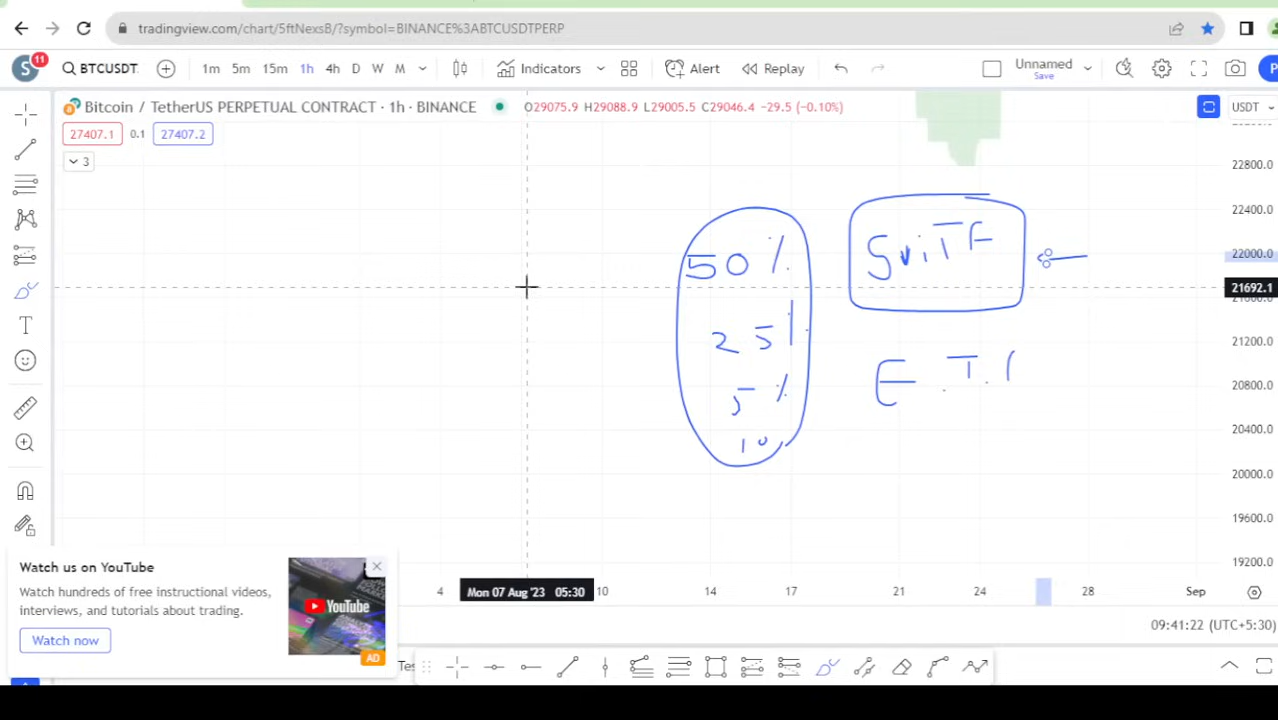 tradingview.com/chart/5ftNexs8/?symbol=BINANCE%3ABTCUSDTPERP
S 11 BTCUSDT. 1m 5m 15m 1h 4h D W M Indicators Alert Replay Unnamed Save P
Bitcoin / TetherUS PERPETUAL CONTRACT · 1h · BINANCE O29075.9 H29088.9 L29005.5 C29046.4 −29.5 (−0.10%) USDT
27407.1 0.1 27407.2
3
22800.0
22400.0
22000.0
21692.1
21200.0
20800.0
20400.0
20000.0
19600.0
19200.0
50 %
25%
5 %
10
E.T.
Watch us on YouTube
Watch hundreds of free instructional videos,
interviews, and tutorials about trading.
Watch now
YouTube
AD
4 Mon 07 Aug '23 05:30 10 14 17 21 24 28 Sep
09:41:22 (UTC+5:30)